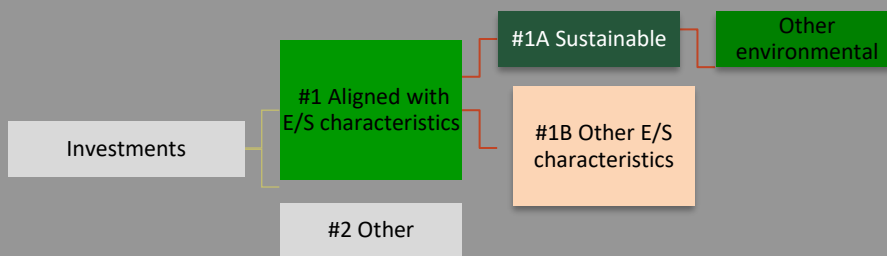 Investments
#1 Aligned with
E/S characteristics
#2 Other
#1A Sustainable
#1B Other E/S
characteristics
Other
environmental